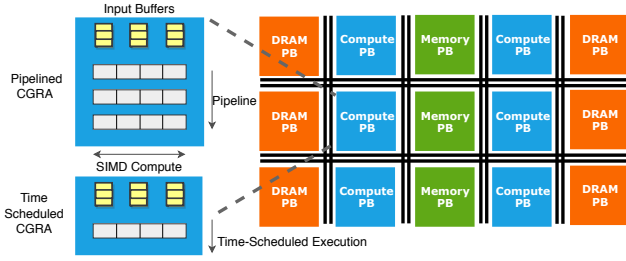 Input Buffers
Pipelined
CGRA
Pipeline
SIMD Compute
Time
Scheduled
CGRA
Time-Scheduled Execution
DRAM
PB
Compute
PB
Memory
PB
Compute
PB
DRAM
PB
DRAM
PB
Compute
PB
Memory
PB
Compute
PB
DRAM
PB
DRAM
PB
Compute
PB
Memory
PB
Compute
PB
DRAM
PB